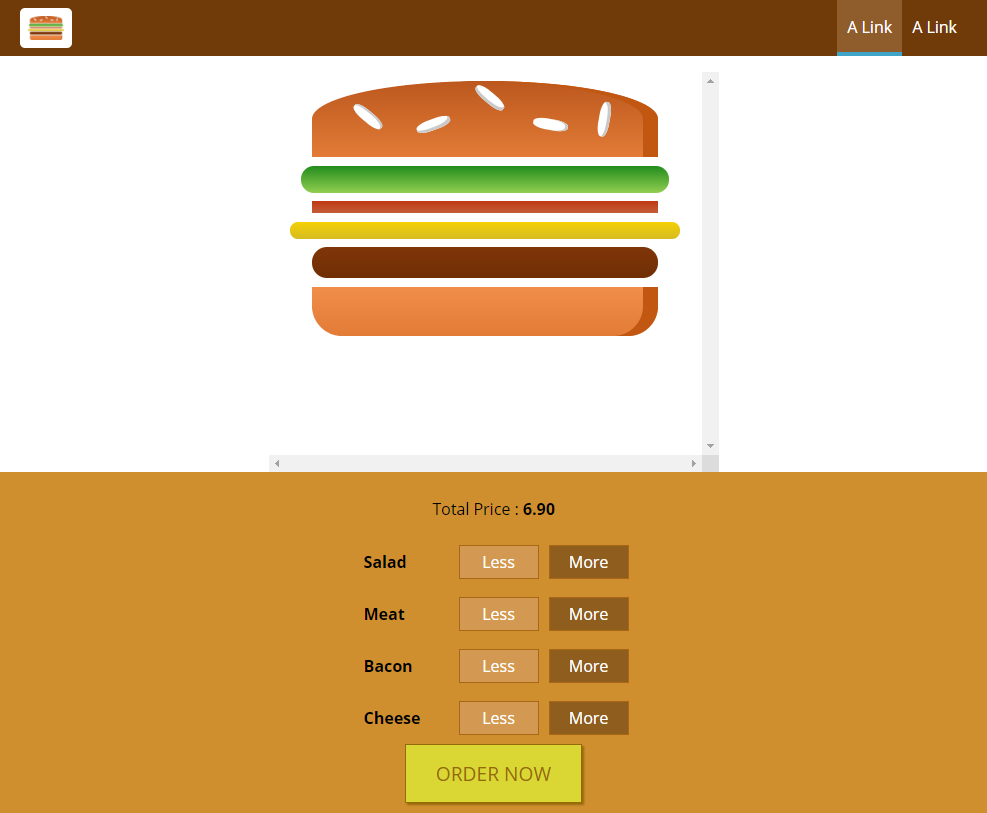 A Link A Link
Total Price : 6.90
Salad Less More
Meat Less More
Bacon Less More
Cheese Less More
ORDER NOW